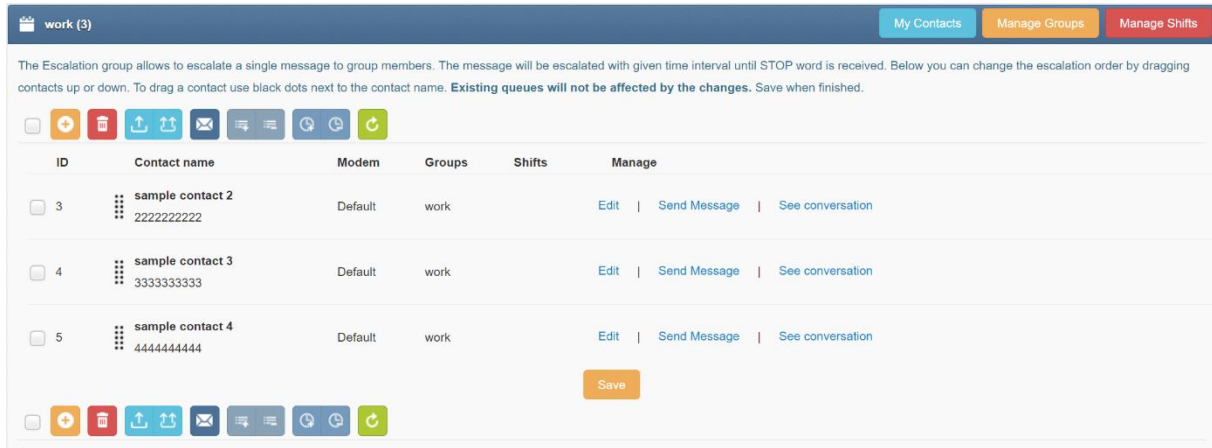 work (3)
My Contacts
Manage Groups
Manage Shifts
The Escalation group allows to escalate a single message to group members. The message will be escalated with given time interval until STOP word is received. Below you can change the escalation order by dragging
contacts up or down. To drag a contact use black dots next to the contact name. Existing queues will not be affected by the changes. Save when finished.
ID Contact name Modem Groups Shifts Manage
sample contact 2
3 Default work Edit | Send Message | See conversation
2222222222
sample contact 3
4 Default work Edit | Send Message | See conversation
3333333333
sample contact 4
5 Default work Edit | Send Message | See conversation
4444444444
Save